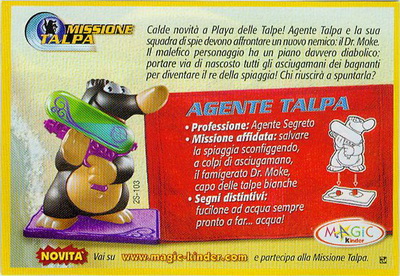 MISSIONE
TALPA
Calde novità a Playa delle Talpe! Agente Talpa e la sua
squadra di spie devono affrontare un nuovo nemico: il Dr. Moke.
Il malefico personaggio ha un piano davvero diabolico:
portare via di nascosto tutti gli asciugamani dei bagnanti
per diventare il re della spiaggia! Chi riuscirà a spuntarla?
AGENTE TALPA
• Professione: Agente Segreto
• Missione affidata: salvare
la spiaggia sconfiggendo,
a colpi di asciugamano,
il famigerato Dr. Moke,
capo delle talpe bianche
• Segni distintivi:
fucilone ad acqua sempre
pronto a far... acqua!
2S-103
MAGIC
Kinder
NOVITÀ
Vai su www.magic-kinder.com e partecipa alla Missione Talpa.